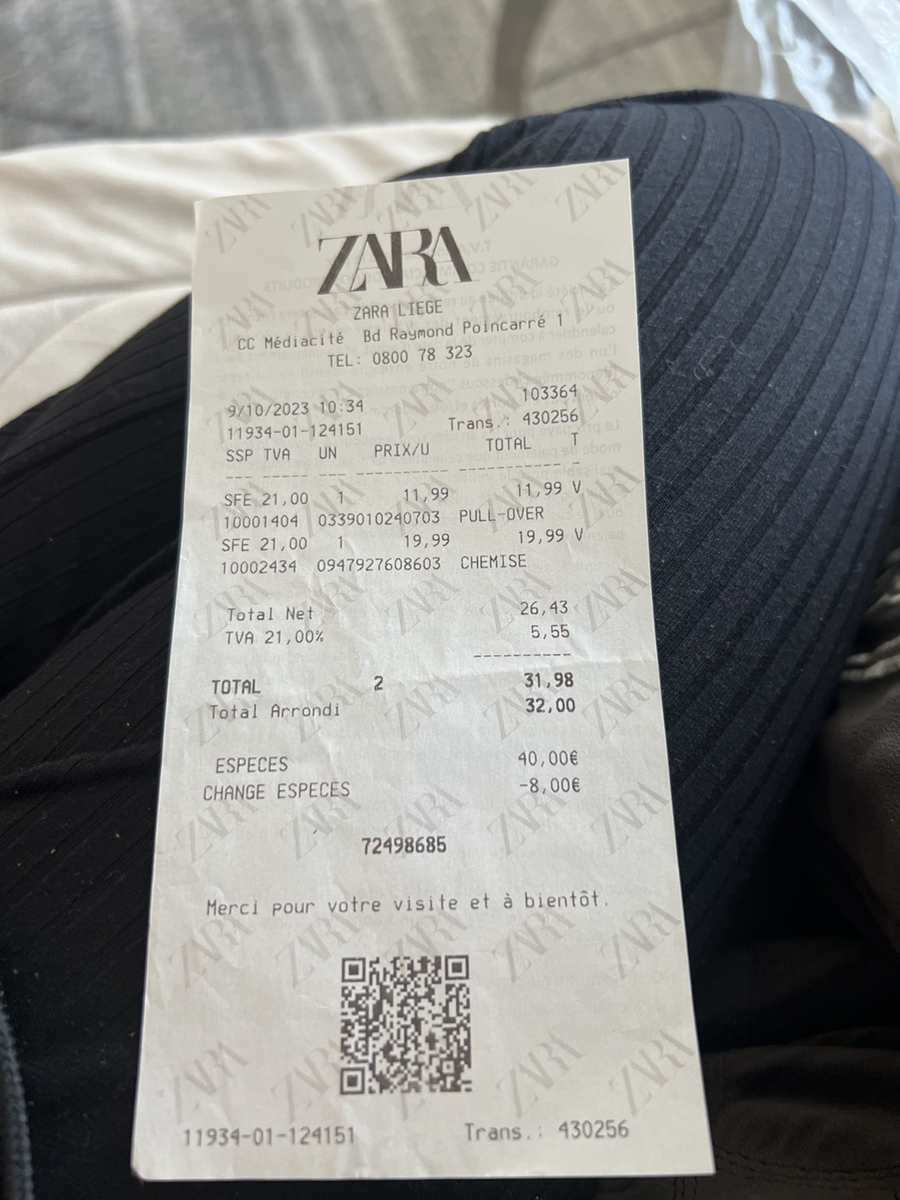 ZARA
ZARA LIEGE
CC Médiacité Bd Raymond Poincarré 1
TEL: 0800 78 323
9/10/2023 10:34 103364
11934-01-124151 Trans.: 430256
SSP TVA UN PRIX/U TOTAL T
SFE 21,00 1 11,99 11,99 V
10001404 0339010240703 PULL-OVER
SFE 21,00 1 19,99 19,99 V
10002434 0947927608603 CHEMISE
Total Net 26,43
TVA 21,00% 5,55
TOTAL 2 31,98
Total Arrondi 32,00
ESPECES 40,00€
CHANGE ESPECES -8,00€
72498685
Merci pour votre visite et à bientôt.
11934-01-124151 Trans.: 430256